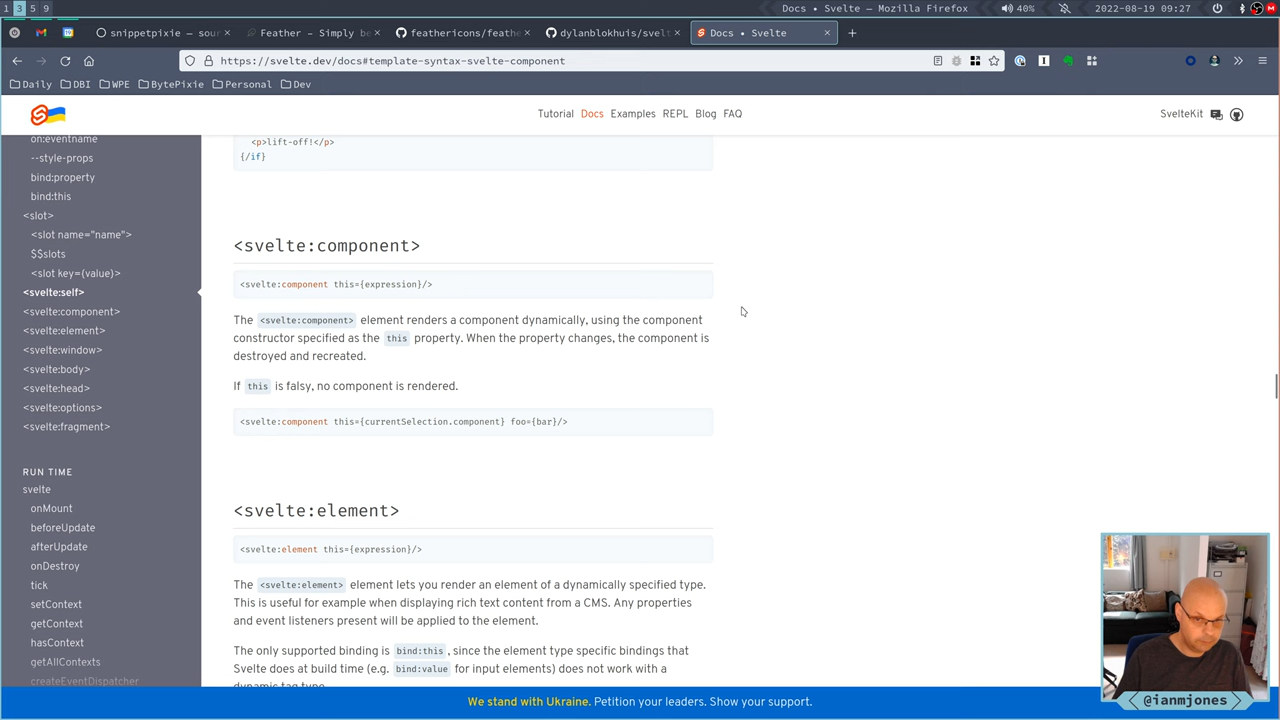 1 3 5 9
Docs • Svelte — Mozilla Firefox
40%
2022-08-19 09:27
snippetpixie — sour
Feather – Simply be
feathericons/feathe
dylanblokhuis/svelt
Docs • Svelte
https://svelte.dev/docs#template-syntax-svelte-component
Daily
DBI
WPE
BytePixie
Personal
Dev
Tutorial
Docs
Examples
REPL
Blog
FAQ
SvelteKit
on:eventname
--style-props
bind:property
bind:this
<slot>
<slot name="name">
$$slots
<slot key={value}>
<svelte:self>
<svelte:component>
<svelte:element>
<svelte:window>
<svelte:body>
<svelte:head>
<svelte:options>
<svelte:fragment>
RUN TIME
svelte
onMount
beforeUpdate
afterUpdate
onDestroy
tick
setContext
getContext
hasContext
getAllContexts
createEventDispatcher
<p>lift-off!</p>
{/if}
<svelte:component>
<svelte:component this={expression}/>
The <svelte:component> element renders a component dynamically, using the component
constructor specified as the this property. When the property changes, the component is
destroyed and recreated.
If this is falsy, no component is rendered.
<svelte:component this={currentSelection.component} foo={bar}/>
<svelte:element>
<svelte:element this={expression}/>
The <svelte:element> element lets you render an element of a dynamically specified type.
This is useful for example when displaying rich text content from a CMS. Any properties
and event listeners present will be applied to the element.
The only supported binding is bind:this, since the element type specific bindings that
Svelte does at build time (e.g. bind:value for input elements) does not work with a
dynamic tag type.
We stand with Ukraine. Petition your leaders. Show your support.
@ianmjones